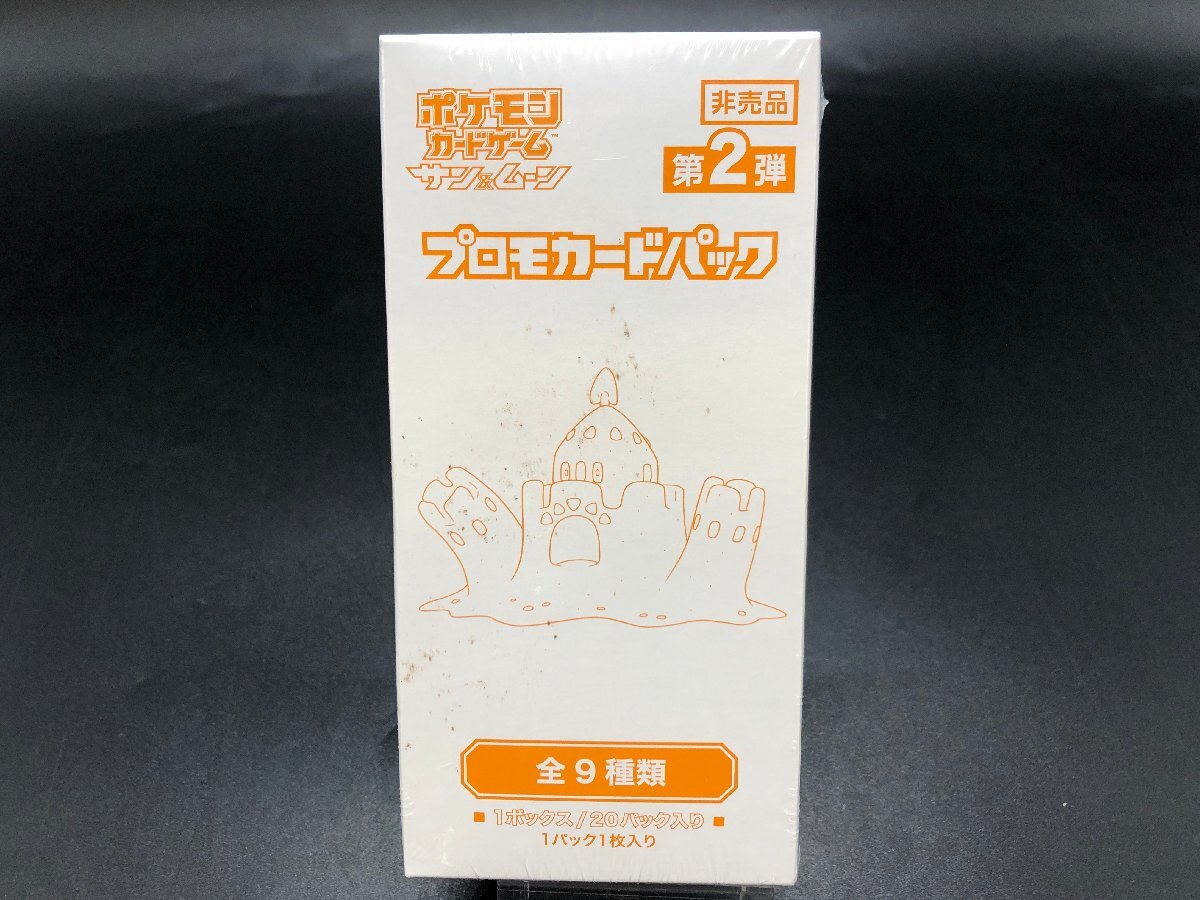 ポケモン
カードゲーム™
サン&ムーン
非売品
第2弾
プロモカードパック
全9種類
■ 1ボックス/20パック入り ■
1パック1枚入り